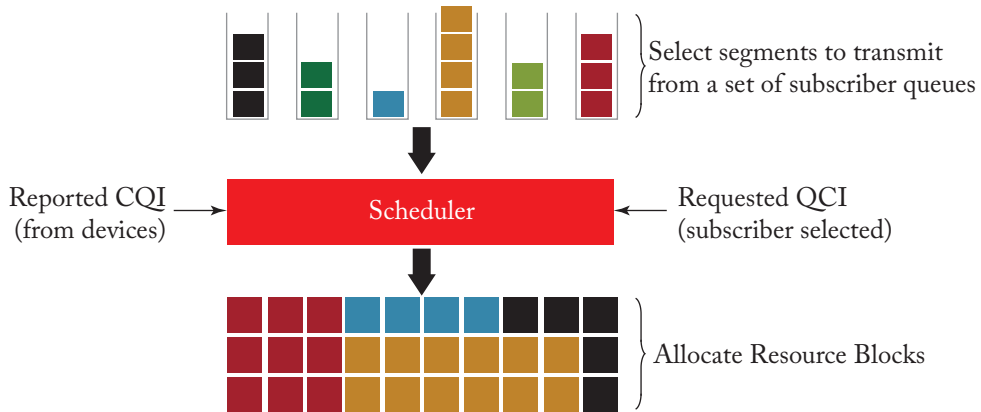 Select segments to transmit
from a set of subscriber queues
Reported CQI
(from devices)
Scheduler
Requested QCI
(subscriber selected)
Allocate Resource Blocks